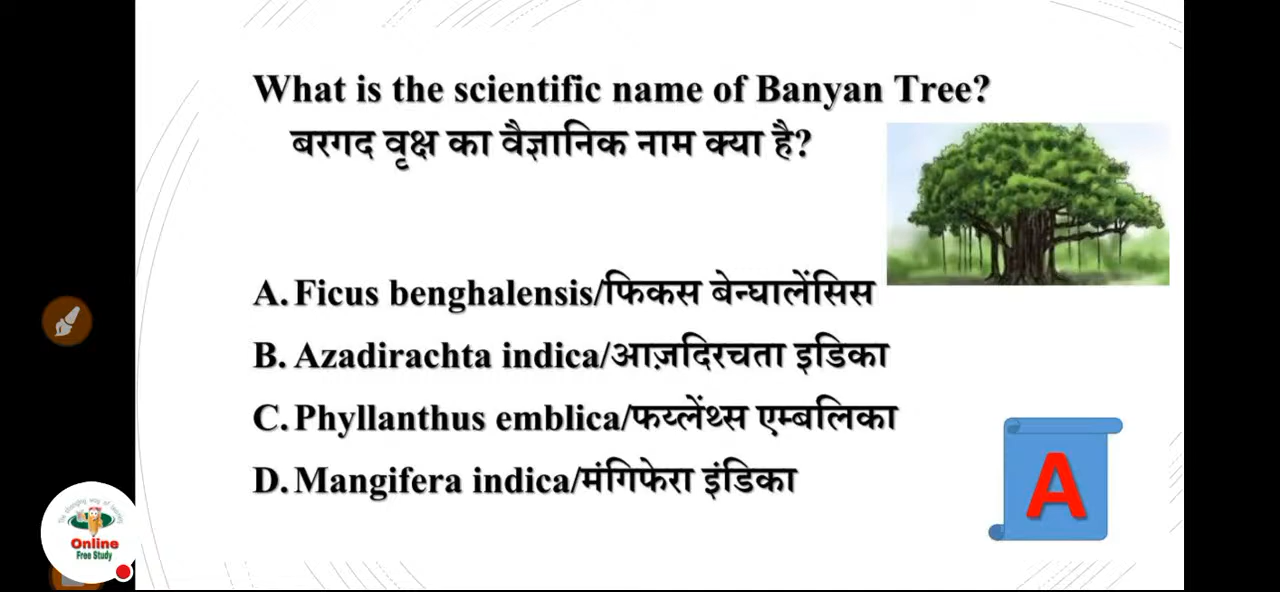 What is the scientific name of Banyan Tree?
बरगद वृक्ष का वैज्ञानिक नाम क्या है?
A. Ficus benghalensis/फिकस बेन्घालेंसिस
B. Azadirachta indica/आज़दिरचता इडिका
C. Phyllanthus emblica/फय्लेंथ्स एम्बलिका
D. Mangifera indica/मंगिफेरा इंडिका
A
Online
Free Study